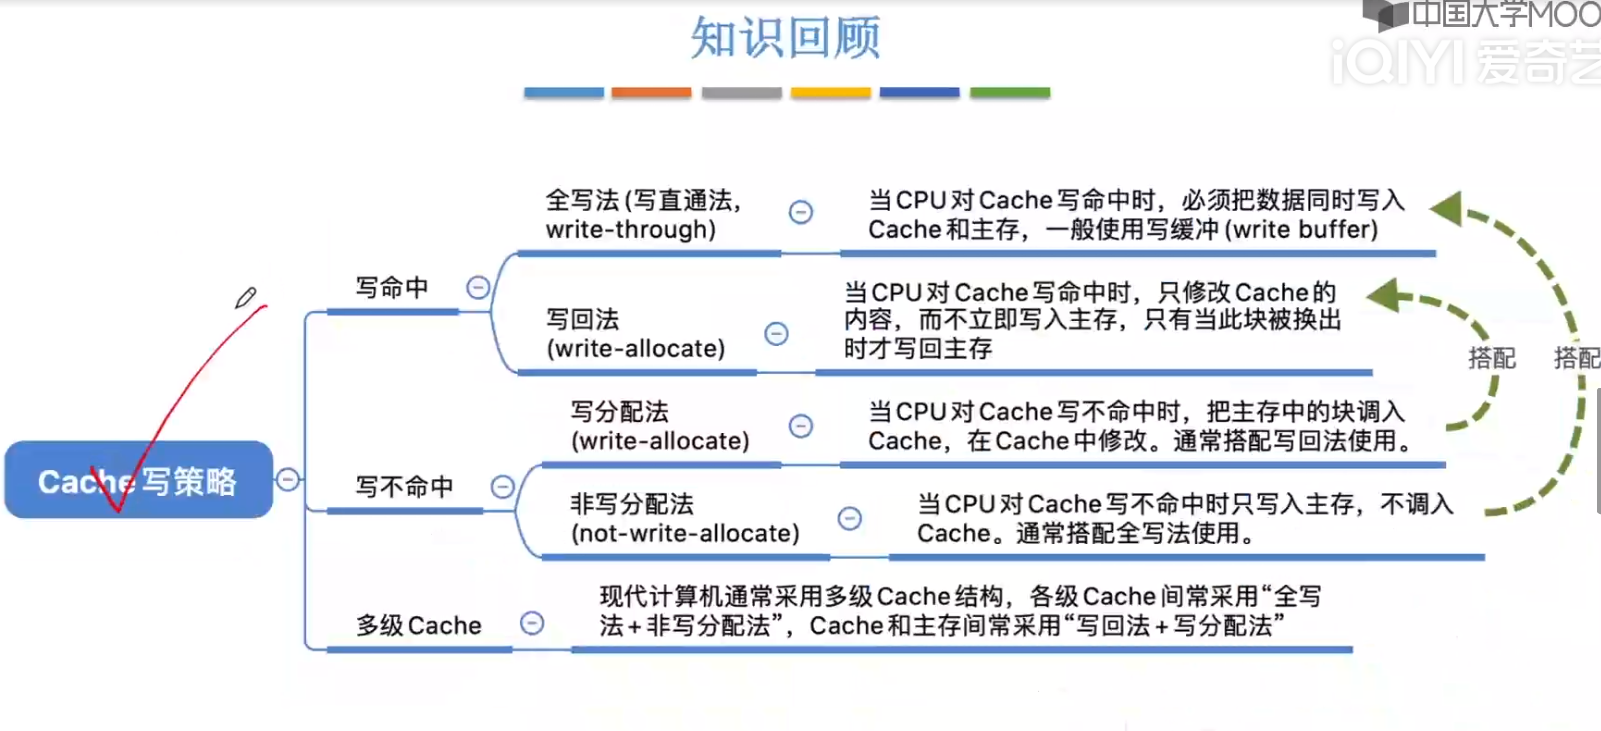 中国大学MOO
iQIYI 爱奇艺
知识回顾
全写法(写直通法,
write-through)
当CPU对Cache写命中时，必须把数据同时写入
Cache和主存，一般使用写缓冲(write buffer)
写命中
写回法
(write-allocate)
当CPU对Cache写命中时，只修改Cache的
内容，而不立即写入主存，只有当此块被换出
时才写回主存
搭配
搭配
Cache写策略
写不命中
写分配法
(write-allocate)
当CPU对Cache写不命中时，把主存中的块调入
Cache，在Cache中修改。通常搭配写回法使用。
非写分配法
(not-write-allocate)
当CPU对Cache写不命中时只写入主存，不调入
Cache。通常搭配全写法使用。
多级Cache
现代计算机通常采用多级Cache结构，各级Cache间常采用“全写
法+非写分配法”，Cache和主存间常采用“写回法+写分配法”